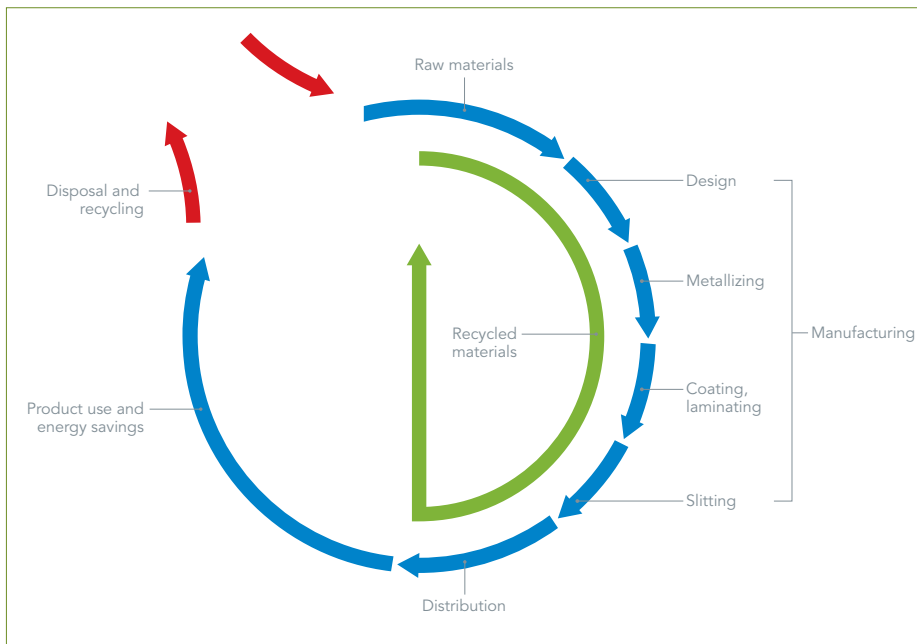 Raw materials
Design
Disposal and
recycling
Metallizing
Recycled
materials
Manufacturing
Coating,
laminating
Product use and
energy savings
Slitting
Distribution